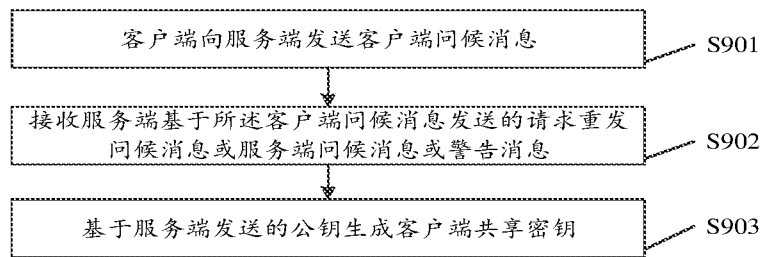 客户端向服务端发送客户端问候消息
S901
接收服务端基于所述客户端问候消息发送的请求重发
问候消息或服务端问候消息或警告消息
S902
基于服务端发送的公钥生成客户端共享密钥
S903